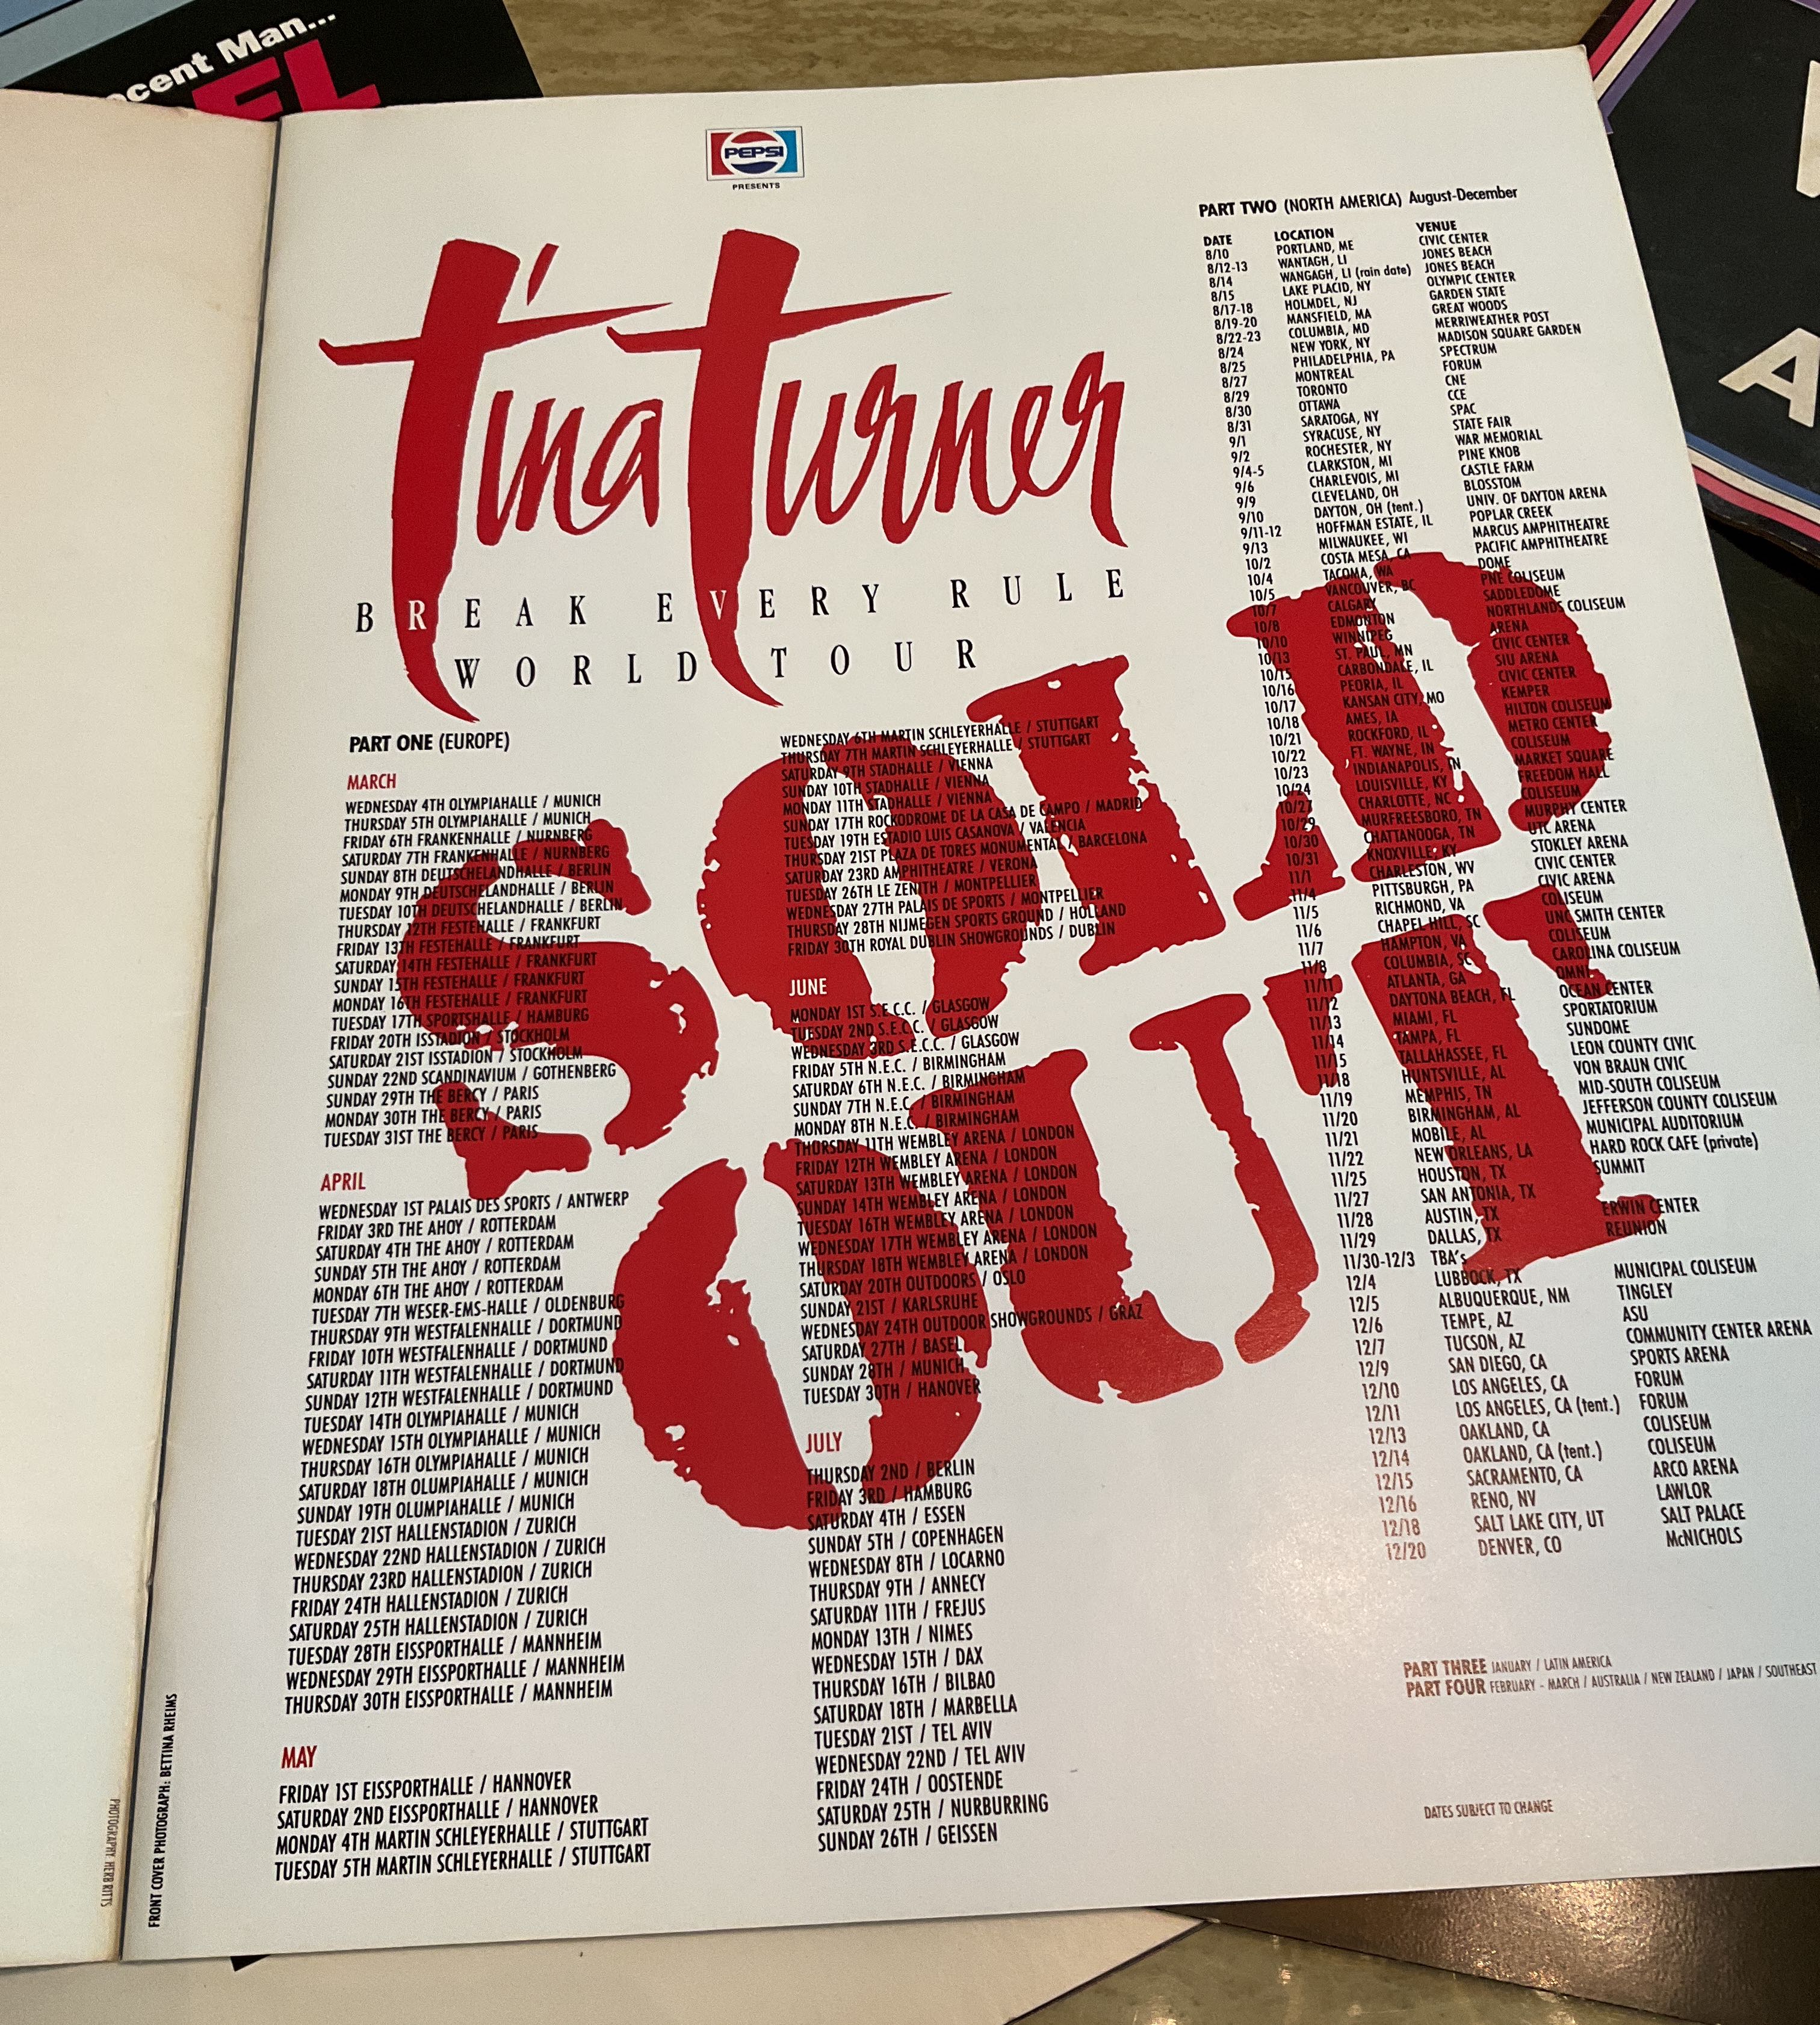 ocent Man...
EL
PEPSI
PRESENTS
tina turner
BREAK EVERY RULE
WORLD TOUR
SOLD
OUT
PART ONE (EUROPE)
MARCH
WEDNESDAY 4TH OLYMPIAHALLE / MUNICH
THURSDAY 5TH OLYMPIAHALLE / MUNICH
FRIDAY 6TH FRANKENHALLE / NURNBERG
SATURDAY 7TH FRANKENHALLE / NURNBERG
SUNDAY 8TH DEUTSCHELANDHALLE / BERLIN
MONDAY 9TH DEUTSCHELANDHALLE / BERLIN
TUESDAY 10TH DEUTSCHELANDHALLE / BERLIN
THURSDAY 12TH FESTEHALLE / FRANKFURT
FRIDAY 13TH FESTEHALLE / FRANKFURT
SATURDAY 14TH FESTEHALLE / FRANKFURT
SUNDAY 15TH FESTEHALLE / FRANKFURT
MONDAY 16TH FESTEHALLE / FRANKFURT
TUESDAY 17TH SPORTSHALLE / HAMBURG
FRIDAY 20TH ISSTADION / STOCKHOLM
SATURDAY 21ST ISSTADION / STOCKHOLM
SUNDAY 22ND SCANDINAVIUM / GOTHENBERG
SUNDAY 29TH THE BERCY / PARIS
MONDAY 30TH THE BERCY / PARIS
TUESDAY 31ST THE BERCY / PARIS
APRIL
WEDNESDAY 1ST PALAIS DES SPORTS / ANTWERP
FRIDAY 3RD THE AHOY / ROTTERDAM
SATURDAY 4TH THE AHOY / ROTTERDAM
SUNDAY 5TH THE AHOY / ROTTERDAM
MONDAY 6TH THE AHOY / ROTTERDAM
TUESDAY 7TH WESER-EMS-HALLE / OLDENBURG
THURSDAY 9TH WESTFALENHALLE / DORTMUND
FRIDAY 10TH WESTFALENHALLE / DORTMUND
SATURDAY 11TH WESTFALENHALLE / DORTMUND
SUNDAY 12TH WESTFALENHALLE / DORTMUND
TUESDAY 14TH OLYMPIAHALLE / MUNICH
WEDNESDAY 15TH OLYMPIAHALLE / MUNICH
THURSDAY 16TH OLYMPIAHALLE / MUNICH
SATURDAY 18TH OLUMPIAHALLE / MUNICH
SUNDAY 19TH OLUMPIAHALLE / MUNICH
TUESDAY 21ST HALLENSTADION / ZURICH
WEDNESDAY 22ND HALLENSTADION / ZURICH
THURSDAY 23RD HALLENSTADION / ZURICH
FRIDAY 24TH HALLENSTADION / ZURICH
SATURDAY 25TH HALLENSTADION / ZURICH
TUESDAY 28TH EISSPORTHALLE / MANNHEIM
WEDNESDAY 29TH EISSPORTHALLE / MANNHEIM
THURSDAY 30TH EISSPORTHALLE / MANNHEIM
MAY
FRIDAY 1ST EISSPORTHALLE / HANNOVER
SATURDAY 2ND EISSPORTHALLE / HANNOVER
MONDAY 4TH MARTIN SCHLEYERHALLE / STUTTGART
TUESDAY 5TH MARTIN SCHLEYERHALLE / STUTTGART
WEDNESDAY 6TH MARTIN SCHLEYERHALLE / STUTTGART
THURSDAY 7TH MARTIN SCHLEYERHALLE / STUTTGART
SATURDAY 9TH STADHALLE / VIENNA
SUNDAY 10TH STADHALLE / VIENNA
MONDAY 11TH STADHALLE / VIENNA
SUNDAY 17TH ROCKODROME DE LA CASA DE CAMPO / MADRID
TUESDAY 19TH ESTADIO LUIS CASANOVA / VALENCIA
THURSDAY 21ST PLAZA DE TORES MONUMENTAL / BARCELONA
SATURDAY 23RD AMPHITHEATRE / VERONA
TUESDAY 26TH LE ZENITH / MONTPELLIER
WEDNESDAY 27TH PALAIS DE SPORTS / MONTPELLIER
THURSDAY 28TH NIJMEGEN SPORTS GROUND / HOLLAND
FRIDAY 30TH ROYAL DUBLIN SHOWGROUNDS / DUBLIN
JUNE
MONDAY 1ST S.E.C.C. / GLASGOW
TUESDAY 2ND S.E.C.C. / GLASGOW
WEDNESDAY 3RD S.E.C.C. / GLASGOW
FRIDAY 5TH N.E.C. / BIRMINGHAM
SATURDAY 6TH N.E.C. / BIRMINGHAM
SUNDAY 7TH N.E.C. / BIRMINGHAM
MONDAY 8TH N.E.C. / BIRMINGHAM
THURSDAY 11TH WEMBLEY ARENA / LONDON
FRIDAY 12TH WEMBLEY ARENA / LONDON
SATURDAY 13TH WEMBLEY ARENA / LONDON
SUNDAY 14TH WEMBLEY ARENA / LONDON
TUESDAY 16TH WEMBLEY ARENA / LONDON
WEDNESDAY 17TH WEMBLEY ARENA / LONDON
THURSDAY 18TH WEMBLEY ARENA / LONDON
SATURDAY 20TH OUTDOORS / OSLO
SUNDAY 21ST / KARLSRUHE
WEDNESDAY 24TH OUTDOOR SHOWGROUNDS / GRAZ
SATURDAY 27TH / BASEL
SUNDAY 28TH / MUNICH
TUESDAY 30TH / HANOVER
JULY
THURSDAY 2ND / BERLIN
FRIDAY 3RD / HAMBURG
SATURDAY 4TH / ESSEN
SUNDAY 5TH / COPENHAGEN
WEDNESDAY 8TH / LOCARNO
THURSDAY 9TH / ANNECY
SATURDAY 11TH / FREJUS
MONDAY 13TH / NIMES
WEDNESDAY 15TH / DAX
THURSDAY 16TH / BILBAO
SATURDAY 18TH / MARBELLA
TUESDAY 21ST / TEL AVIV
WEDNESDAY 22ND / TEL AVIV
FRIDAY 24TH / OOSTENDE
SATURDAY 25TH / NURBURRING
SUNDAY 26TH / GEISSEN
PART TWO (NORTH AMERICA) August-December
DATE LOCATION VENUE
8/10 PORTLAND, ME CIVIC CENTER
8/12-13 WANTAGH, LI JONES BEACH
8/14 WANGAGH, LI (rain date) JONES BEACH
8/15 LAKE PLACID, NY OLYMPIC CENTER
8/17-18 HOLMDEL, NJ GARDEN STATE
8/19-20 MANSFIELD, MA GREAT WOODS
8/22-23 COLUMBIA, MD MERRIWEATHER POST
8/24 NEW YORK, NY MADISON SQUARE GARDEN
8/25 PHILADELPHIA, PA SPECTRUM
8/27 MONTREAL FORUM
8/29 TORONTO CNE
8/30 OTTAWA CCE
8/31 SARATOGA, NY SPAC
9/1 SYRACUSE, NY STATE FAIR
9/2 ROCHESTER, NY WAR MEMORIAL
9/4-5 CLARKSTON, MI PINE KNOB
9/6 CHARLEVOIS, MI CASTLE FARM
9/9 CLEVELAND, OH BLOSSTOM
9/10 DAYTON, OH (tent.) UNIV. OF DAYTON ARENA
9/11-12 HOFFMAN ESTATE, IL POPLAR CREEK
9/13 MILWAUKEE, WI MARCUS AMPHITHEATRE
10/2 COSTA MESA, CA PACIFIC AMPHITHEATRE
10/4 TACOMA, WA DOME
10/5 VANCOUVER, BC PNE COLISEUM
10/7 CALGARY SADDLEDOME
10/8 EDMONTON NORTHLANDS COLISEUM
10/10 WINNIPEG ARENA
10/13 ST. PAUL, MN CIVIC CENTER
10/15 CARBONDAKE, IL SIU ARENA
10/16 PEORIA, IL CIVIC CENTER
10/17 KANSAN CITY, MO KEMPER
10/18 AMES, IA HILTON COLISEUM
10/21 ROCKFORD, IL METRO CENTER
10/22 FT. WAYNE, IN COLISEUM
10/23 INDIANAPOLIS, IN MARKET SQUARE
10/24 LOUISVILLE, KY FREEDOM HALL
10/27 CHARLOTTE, NC COLISEUM
10/29 MURFREESBORO, TN MURPHY CENTER
10/30 CHATTANOOGA, TN UTC ARENA
10/31 KNOXVILLE, KY STOKLEY ARENA
11/1 CHARLESTON, WV CIVIC CENTER
11/4 PITTSBURGH, PA CIVIC ARENA
11/5 RICHMOND, VA COLISEUM
11/6 CHAPEL HILL, SC UNC SMITH CENTER
11/7 HAMPTON, VA COLISEUM
11/8 COLUMBIA, SC CAROLINA COLISEUM
11/11 ATLANTA, GA OMNI
11/12 DAYTONA BEACH, FL OCEAN CENTER
11/13 MIAMI, FL SPORTATORIUM
11/14 TAMPA, FL SUNDOME
11/15 TALLAHASSEE, FL LEON COUNTY CIVIC
11/18 HUNTSVILLE, AL VON BRAUN CIVIC
11/19 MEMPHIS, TN MID-SOUTH COLISEUM
11/20 BIRMINGHAM, AL JEFFERSON COUNTY COLISEUM
11/21 MOBILE, AL MUNICIPAL AUDITORIUM
11/22 NEW ORLEANS, LA HARD ROCK CAFE (private)
11/25 HOUSTON, TX SUMMIT
11/27 SAN ANTONIA, TX
11/28 AUSTIN, TX ERWIN CENTER
11/29 DALLAS, TX REUNION
11/30-12/3 TBA's
12/4 LUBBOCK, TX MUNICIPAL COLISEUM
12/5 ALBUQUERQUE, NM TINGLEY
12/6 TEMPE, AZ ASU
12/7 TUCSON, AZ COMMUNITY CENTER ARENA
12/9 SAN DIEGO, CA SPORTS ARENA
12/10 LOS ANGELES, CA FORUM
12/11 LOS ANGELES, CA (tent.) FORUM
12/13 OAKLAND, CA COLISEUM
12/14 OAKLAND, CA (tent.) COLISEUM
12/15 SACRAMENTO, CA ARCO ARENA
12/16 RENO, NV LAWLOR
12/18 SALT LAKE CITY, UT SALT PALACE
12/20 DENVER, CO McNICHOLS
PART THREE JANUARY / LATIN AMERICA
PART FOUR FEBRUARY - MARCH / AUSTRALIA / NEW ZEALAND / JAPAN / SOUTHEAST
DATES SUBJECT TO CHANGE
FRONT COVER PHOTOGRAPH: BETTINA RHEIMS
PHOTOGRAPHY: HERB RITTS
A